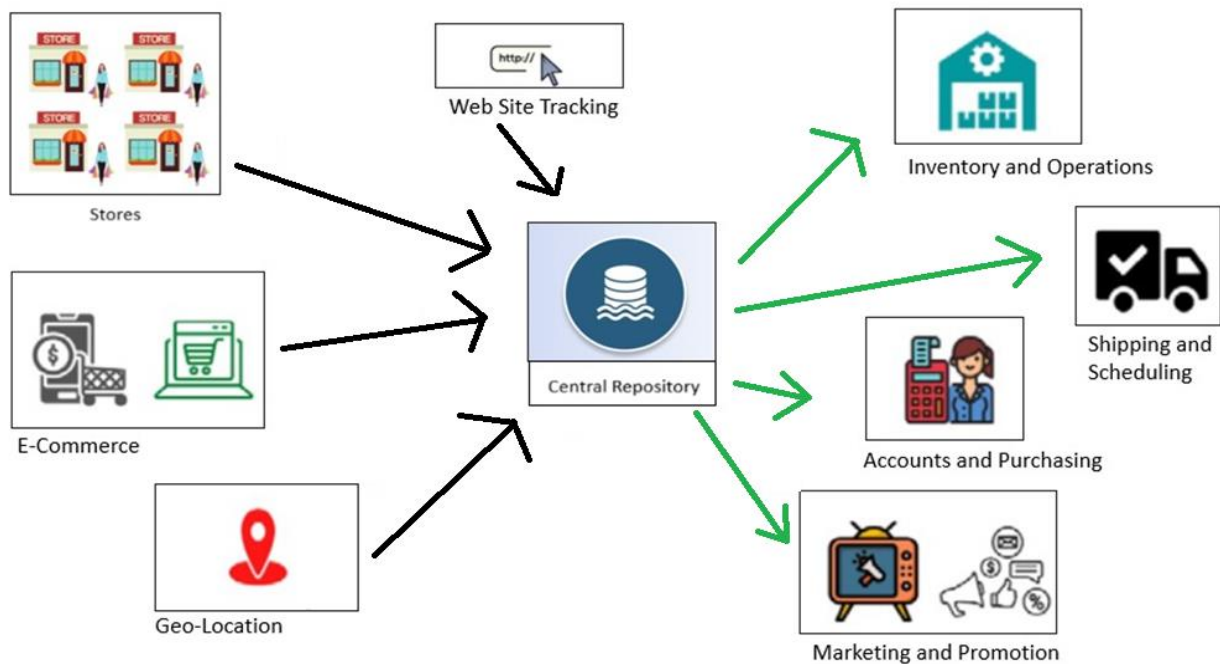 STORE
STORE
STORE
STORE
Stores
http://
Web Site Tracking
Inventory and Operations
Central Repository
Shipping and
Scheduling
E-Commerce
$
Accounts and Purchasing
Geo-Location
$
%
Marketing and Promotion